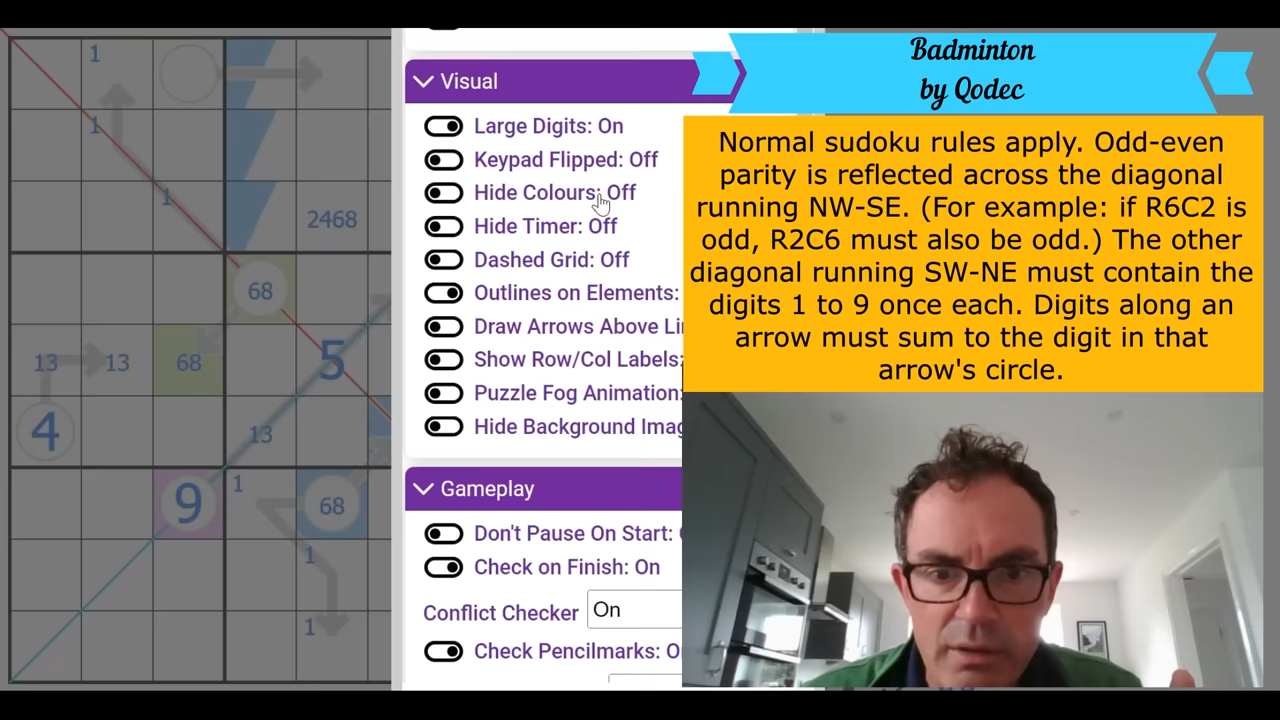 Badminton
by Qodec
Normal sudoku rules apply. Odd-even
parity is reflected across the diagonal
running NW-SE. (For example: if R6C2 is
odd, R2C6 must also be odd.) The other
diagonal running SW-NE must contain the
digits 1 to 9 once each. Digits along an
arrow must sum to the digit in that
arrow's circle.
Visual
Large Digits: On
Keypad Flipped: Off
Hide Colours: Off
Hide Timer: Off
Dashed Grid: Off
Outlines on Elements:
Draw Arrows Above
Show Row/Col Labels:
Puzzle Fog Animation:
Hide Background
Gameplay
Don't Pause On Start:
Check on Finish: On
Conflict Checker
On
Check Pencilmarks:
1
1
1
2468
68
13
13
68
5
4
13
9
1
68
1
1